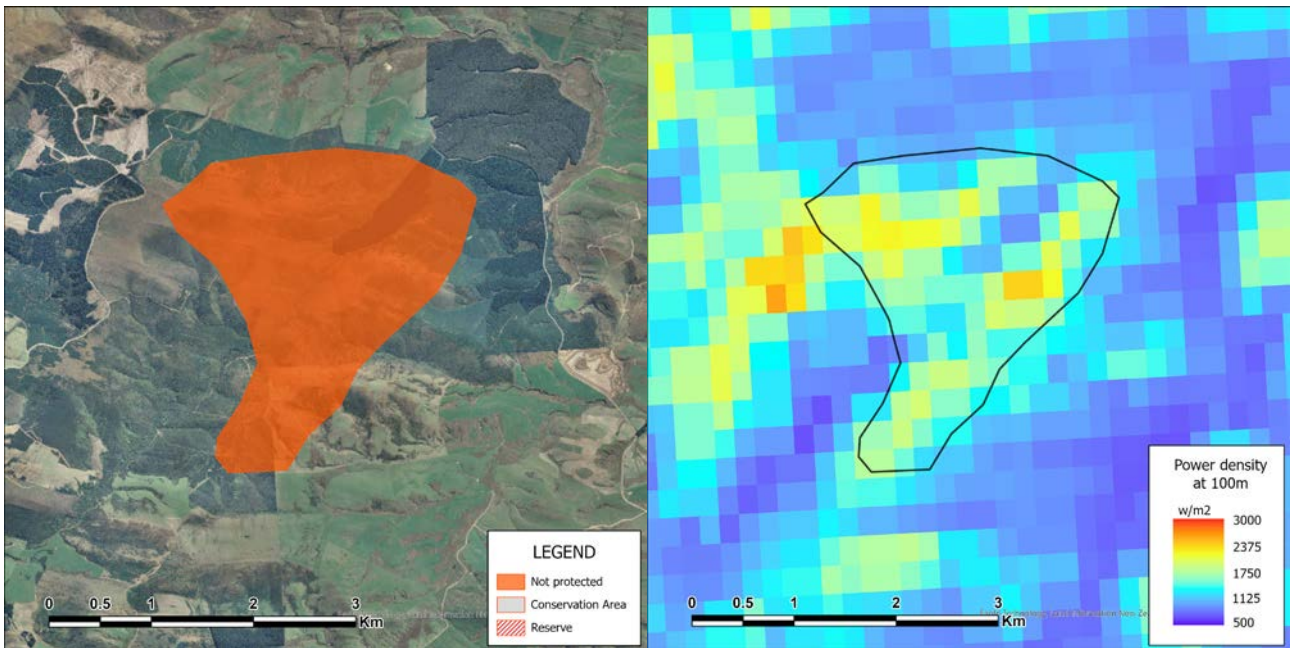 LEGEND
Not protected
Conservation Area
Reserve
0 0.5 1 2 3
Km
Power density
at 100m
w/m2
3000
2375
1750
1125
500
0 0.5 1 2 3
Km